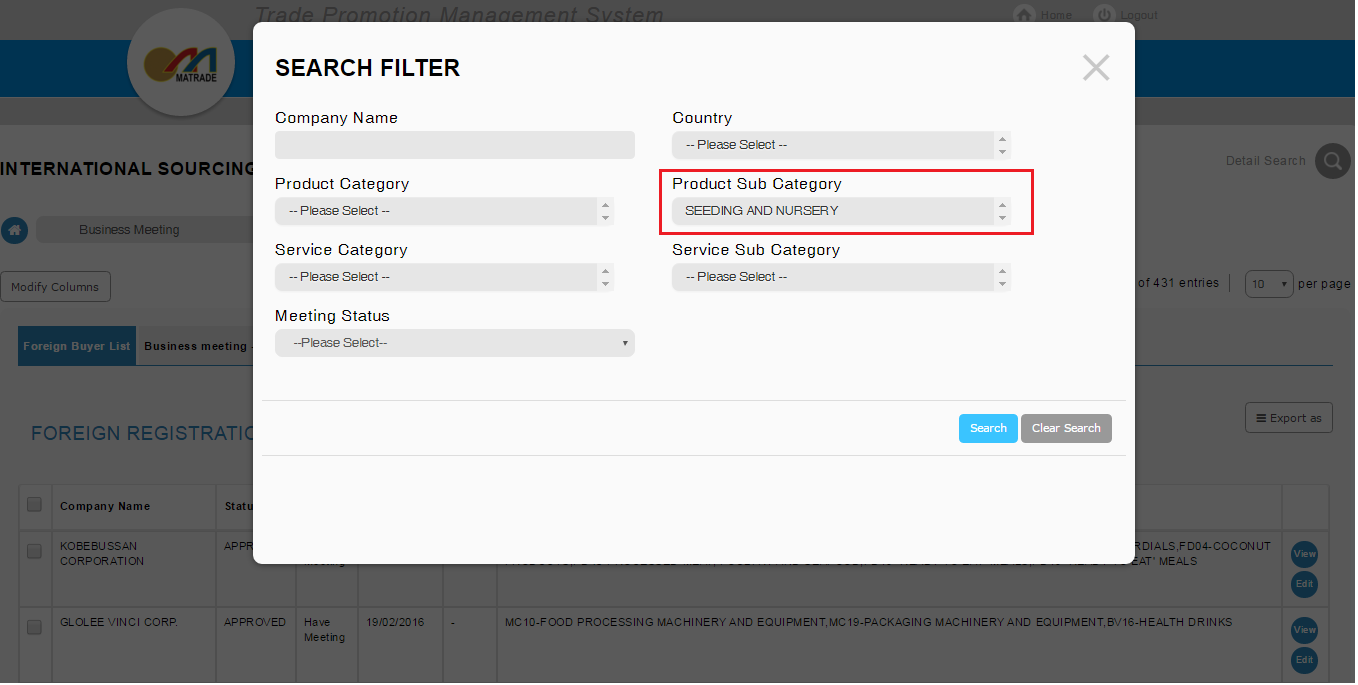 Trade Promotion Management System
Home
Logout
MATRADE
SEARCH FILTER
Company Name
Country
-- Please Select --
INTERNATIONAL SOURCING
Detail Search
Product Category
Product Sub Category
-- Please Select --
SEEDING AND NURSERY
Business Meeting
Service Category
Service Sub Category
-- Please Select --
-- Please Select --
Modify Columns
of 431 entries
10
per page
Meeting Status
--Please Select--
Foreign Buyer List
Business meeting
FOREIGN REGISTRATIO
Export as
Search
Clear Search
Company Name
Statu
KOBEBUSSAN
CORPORATION
APPR
RDIALS,FD04-COCONUT
EAT' MEALS
View
Edit
GLOLEE VINCI CORP.
APPROVED
Have
Meeting
19/02/2016
-
MC10-FOOD PROCESSING MACHINERY AND EQUIPMENT,MC19-PACKAGING MACHINERY AND EQUIPMENT,BV16-HEALTH DRINKS
View
Edit